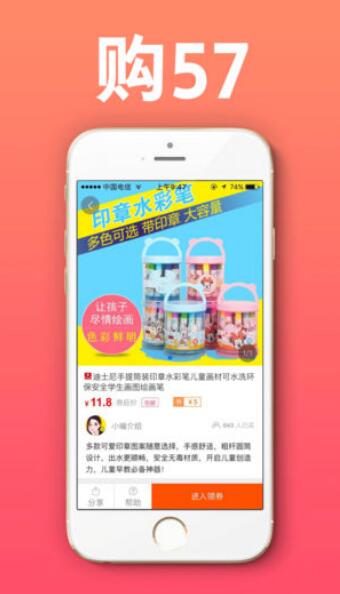 购57
中国电信
上午9:47
74%
印章水彩笔
多色可选 带印章 大容量
让孩子
尽情绘画
色彩鲜明
1/1
迪士尼手提筒装印章水彩笔儿童画材可水洗环
保安全学生画图绘画笔
¥11.8 券后价 包邮 券 ¥5
小编介绍
843 人已买
多款可爱印章图案随意选择，手感舒适，粗杆圆筒
设计，出水更顺畅，安全无毒材质，开启儿童创造
力，儿童早教必备神器！
分享
帮助
进入领券